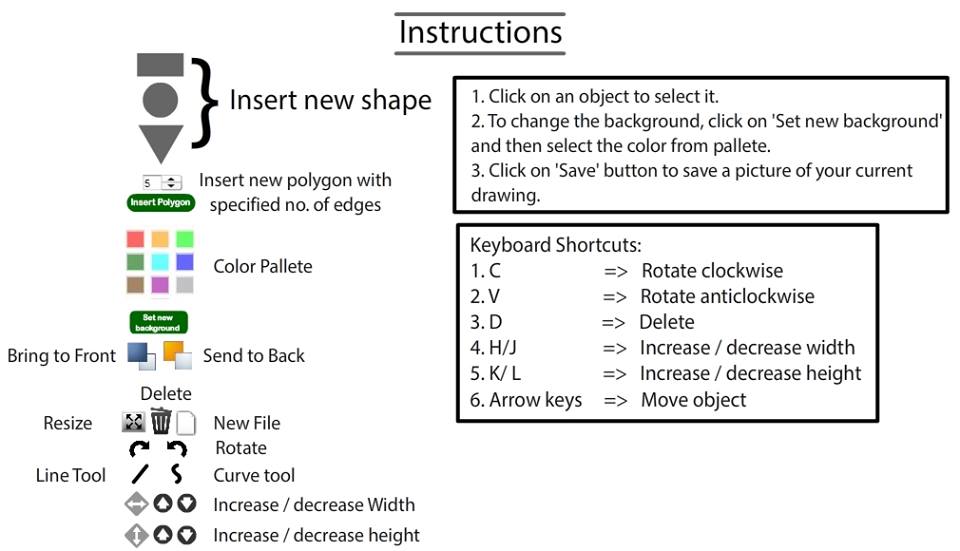 Instructions
Insert new shape
5
Insert Polygon
Insert new polygon with
specified no. of edges
Color Pallete
Set new
background
Bring to Front
Send to Back
Delete
Resize
New File
Rotate
Line Tool
Curve tool
Increase / decrease Width
Increase / decrease height
1. Click on an object to select it.
2. To change the background, click on 'Set new background'
and then select the color from pallete.
3. Click on 'Save' button to save a picture of your current
drawing.
Keyboard Shortcuts:
1. C => Rotate clockwise
2. V => Rotate anticlockwise
3. D => Delete
4. H/J => Increase / decrease width
5. K/ L => Increase / decrease height
6. Arrow keys => Move object